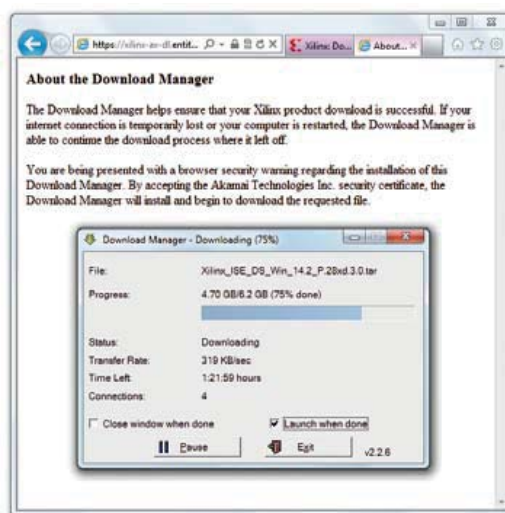 https://xilinx-ax-dl.entit...
Xilinx: Do...
About...
About the Download Manager
The Download Manager helps ensure that your Xilinx product download is successful. If your
internet connection is temporarily lost or your computer is restarted, the Download Manager is
able to continue the download process where it left off.
You are being presented with a browser security warning regarding the installation of this
Download Manager. By accepting the Akamai Technologies Inc. security certificate, the
Download Manager will install and begin to download the requested file.
Download Manager - Downloading (75%)
File: Xilinx_ISE_DS_Win_14.2_P.28xd.3.0.tar
Progress: 4.70 GB/6.2 GB (75% done)
Status: Downloading
Transfer Rate: 319 KB/sec
Time Left: 1:21:59 hours
Connections: 4
Close window when done Launch when done
Pause Exit v2.2.6